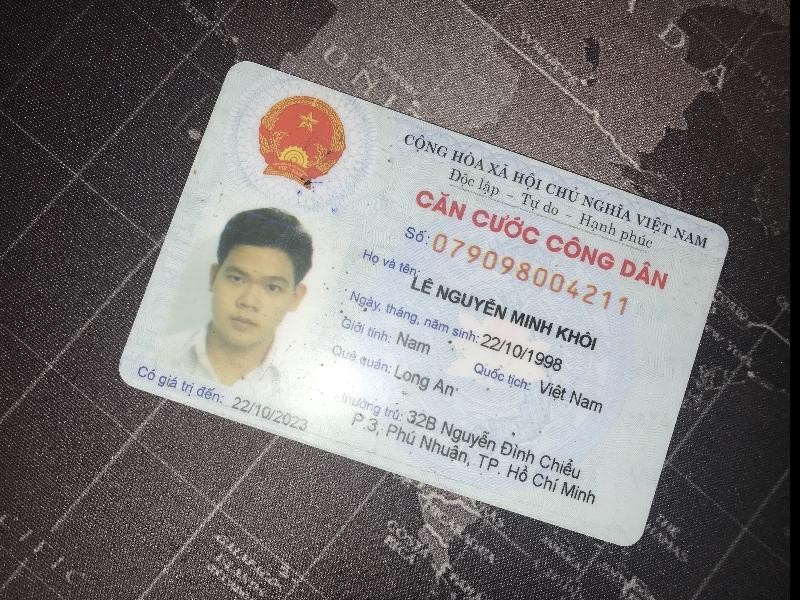 CỘNG HÒA XÃ HỘI CHỦ NGHĨA VIỆT NAM
Độc lập - Tự do - Hạnh phúc
CĂN CƯỚC CÔNG DÂN
Số: 079098004211
Họ và tên:
LÊ NGUYỄN MINH KHÔI
Ngày, tháng, năm sinh: 22/10/1998
Giới tính: Nam Quốc tịch: Việt Nam
Quê quán: Long An
thường trú: 32B Nguyễn Đình Chiểu
P.3, Phú Nhuận, TP. Hồ Chí Minh
Có giá trị đến: 22/10/2023